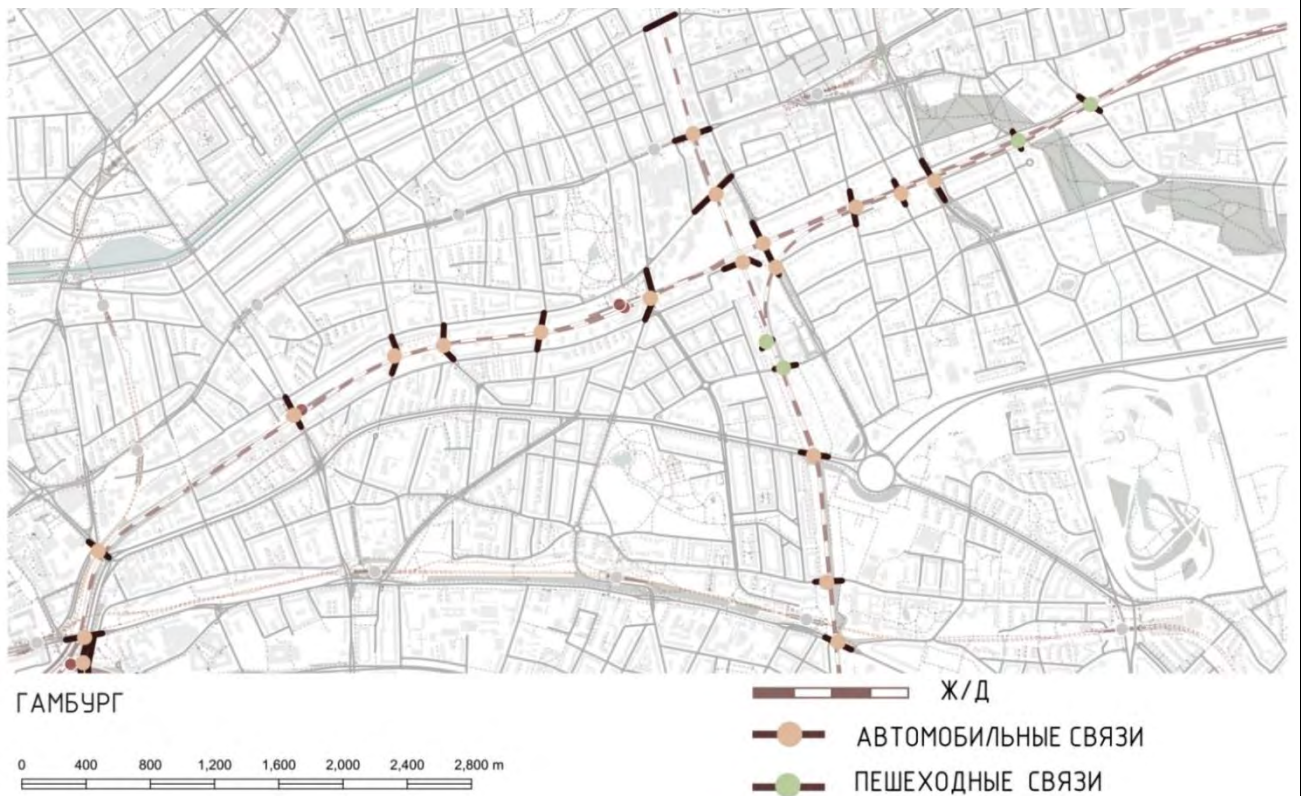 ГАМБУРГ
0 400 800 1,200 1,600 2,000 2,400 2,800 m
Ж/Д
АВТОМОБИЛЬНЫЕ СВЯЗИ
ПЕШЕХОДНЫЕ СВЯЗИ